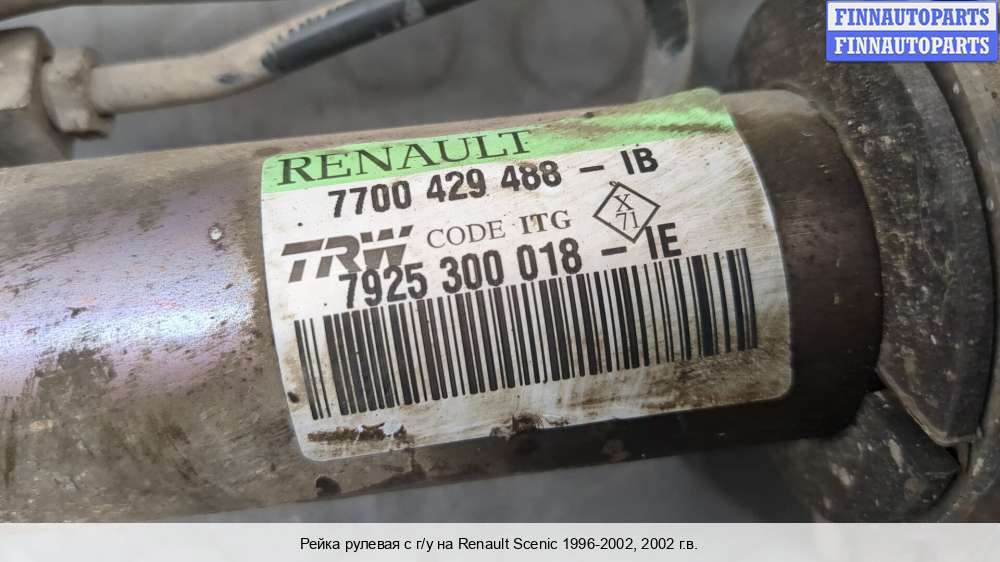 FINNAUTOPARTS
FINNAUTOPARTS
RENAULT
7700 429 488 - IB
TRW CODE ITG X 71
7925 300 018 - IE
Рейка рулевая с г/у на Renault Scenic 1996-2002, 2002 г.в.